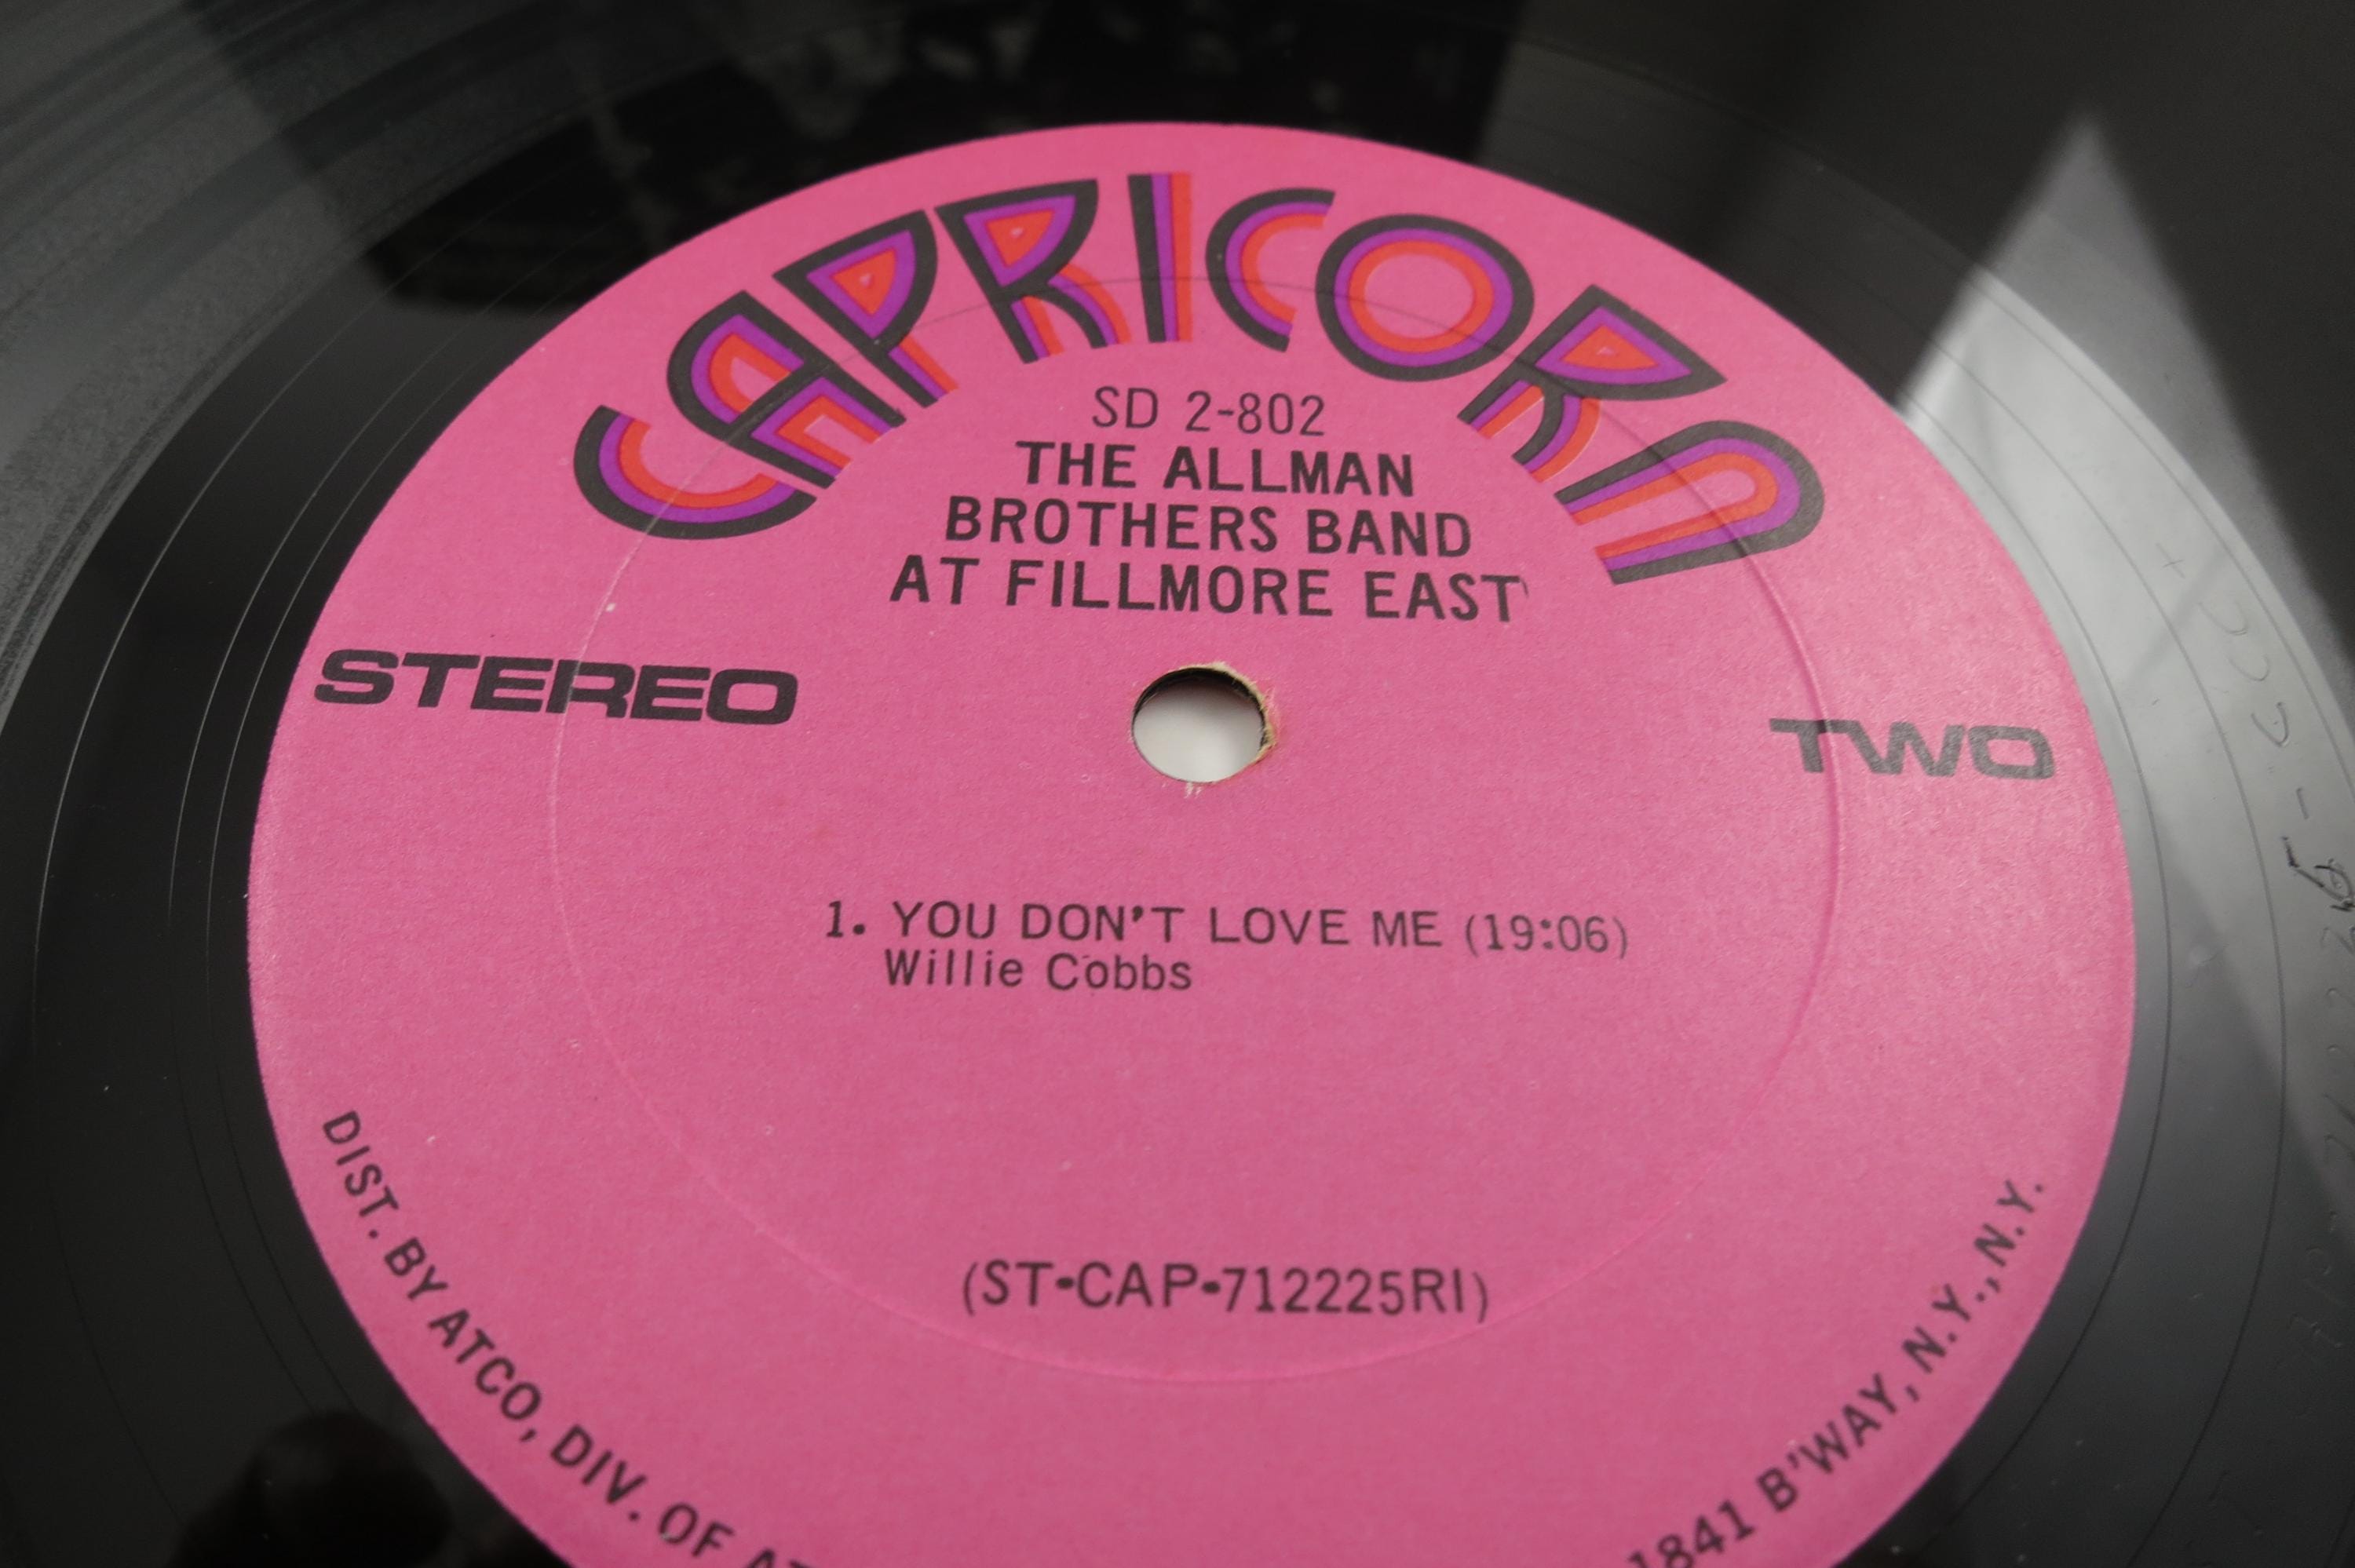 CAPRICORN
SD 2-802
THE ALLMAN
BROTHERS BAND
AT FILLMORE EAST
STEREO
TWO
1. YOU DON'T LOVE ME (19:06)
Willie Cobbs
(ST•CAP•712225RI)
DIST. BY ATCO, DIV. OF
1841 B'WAY, N.Y., N.Y.